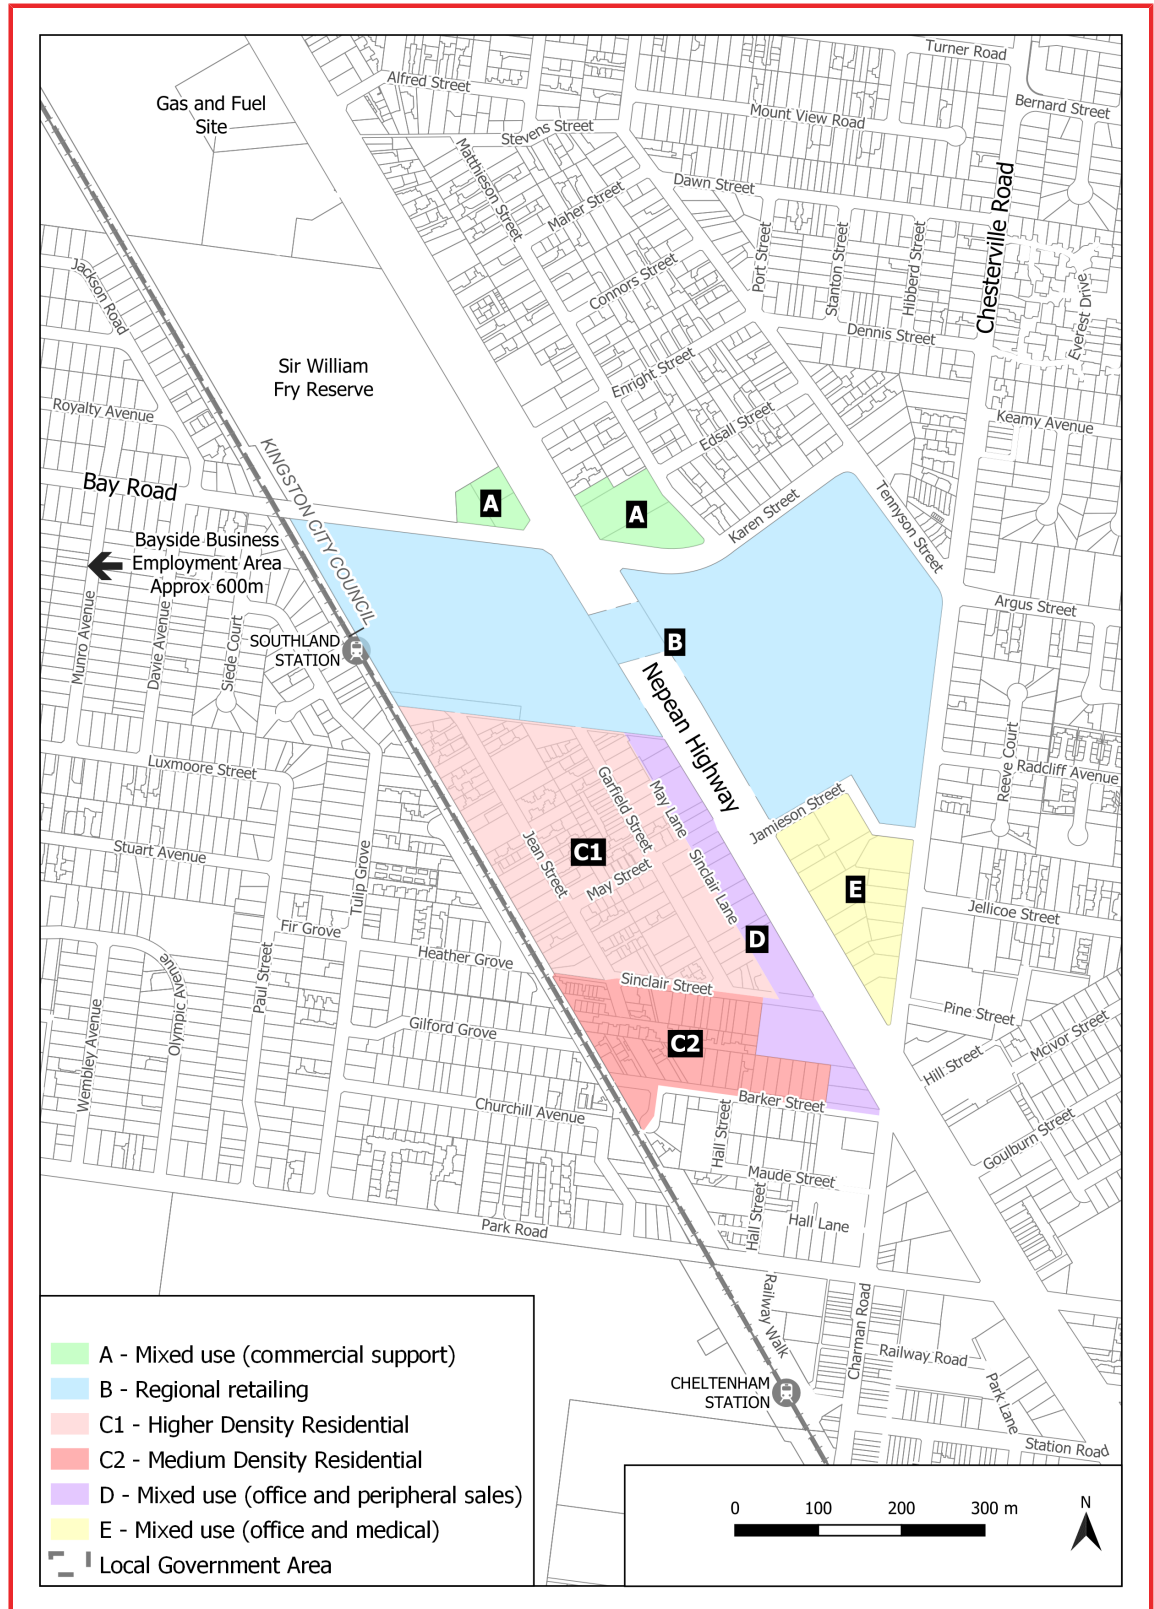 Turner Road
Alfred Street
Gas and Fuel
Site
Bernard Street
Mount View Road
Stevens Street
Matthieson Street
Chesterville Road
Dawn Street
Maher Street
Port Street
Stanton Street
Hibberd Street
Connors Street
Everest Drive
Jackson Road
Dennis Street
Sir William
Fry Reserve
Enright Street
Royalty Avenue
Edsall Street
Keamy Avenue
KINGSTON CITY COUNCIL
Bay Road
A
A
Karen Street
Tennyson Street
Bayside Business
Employment Area
Approx 600m
Argus Street
Munro Avenue
Davie Avenue
Siede Court
SOUTHLAND
STATION
B
Nepean Highway
Reeve Court
Luxmoore Street
Radcliff Avenue
Garfield Street
May Lane
Jamieson Street
Stuart Avenue
Jean Street
C1
May Street
Sinclair Lane
Tulip Grove
E
Jellicoe Street
Fir Grove
Heather Grove
D
Paul Street
Olympic Avenue
Wembley Avenue
Sinclair Street
Gilford Grove
Pine Street
McIvor Street
C2
Hill Street
Churchill Avenue
Barker Street
Hall Street
Goulburn Street
Maude Street
Hall Street
Hall Lane
Park Road
Railway Walk
Charman Road
Railway Road
CHELTENHAM
STATION
Park Lane
Station Road
A - Mixed use (commercial support)
B - Regional retailing
C1 - Higher Density Residential
C2 - Medium Density Residential
D - Mixed use (office and peripheral sales)
E - Mixed use (office and medical)
Local Government Area
0 100 200 300 m
N